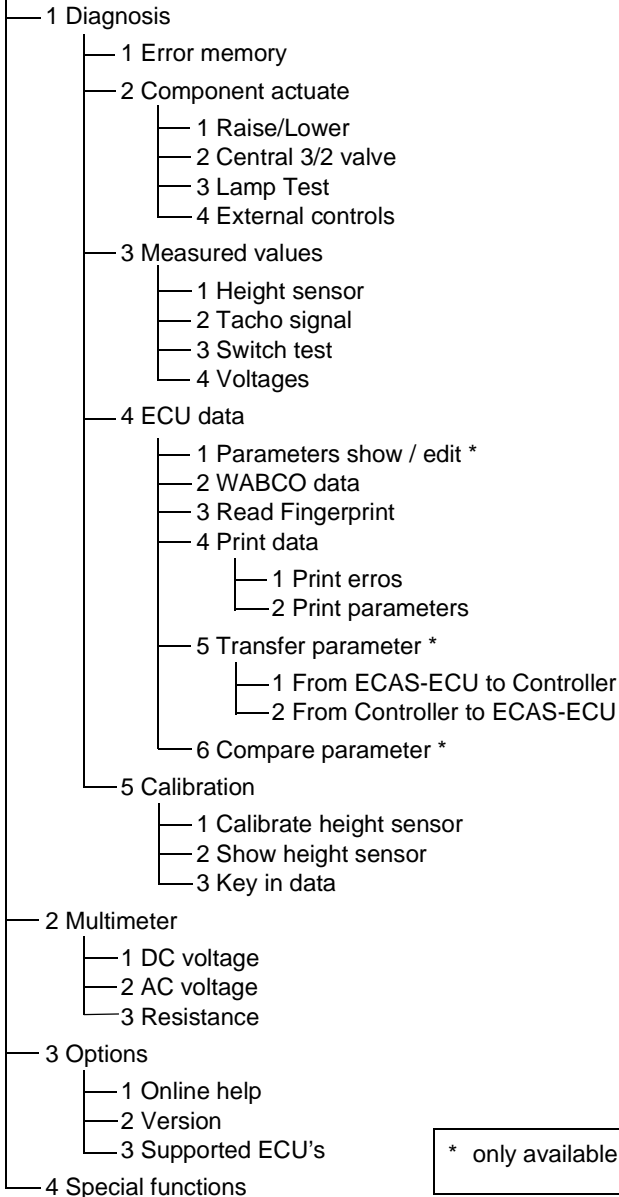 1 Diagnosis
1 Error memory
2 Component actuate
1 Raise/Lower
2 Central 3/2 valve
3 Lamp Test
4 External controls
3 Measured values
1 Height sensor
2 Tacho signal
3 Switch test
4 Voltages
4 ECU data
1 Parameters show / edit *
2 WABCO data
3 Read Fingerprint
4 Print data
1 Print erros
2 Print parameters
5 Transfer parameter *
1 From ECAS-ECU to Controller
2 From Controller to ECAS-ECU
6 Compare parameter *
5 Calibration
1 Calibrate height sensor
2 Show height sensor
3 Key in data
2 Multimeter
1 DC voltage
2 AC voltage
3 Resistance
3 Options
1 Online help
2 Version
3 Supported ECU's
* only available
4 Special functions